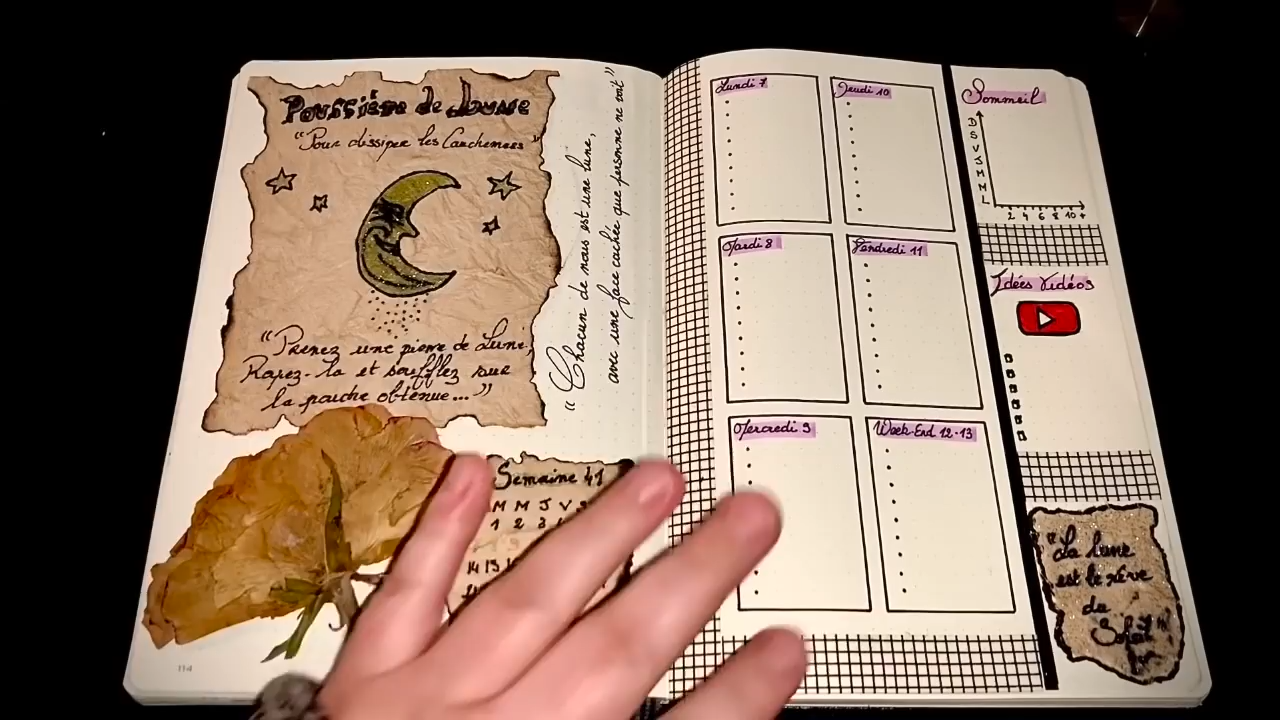 Poussière de Lune
"Pour dissiper les Cauchemars"
"Prenez une pierre de Lune,
Rapez-la et soufflez sur
la poudre obtenue..."
"Chacun de nous est une lune,
avec une face cachée que personne ne voit"
Semaine 41
M M J V
1 2 3
14 15
114
Lundi 7
Jeudi 10
Mardi 8
Vendredi 11
Mercredi 9
Week-End 12-13
Sommeil
D
S
V
J
M
M
L
2 4 6 8 10 +
Idées Vidéos
"La lune
est le rêve
du
Soleil"